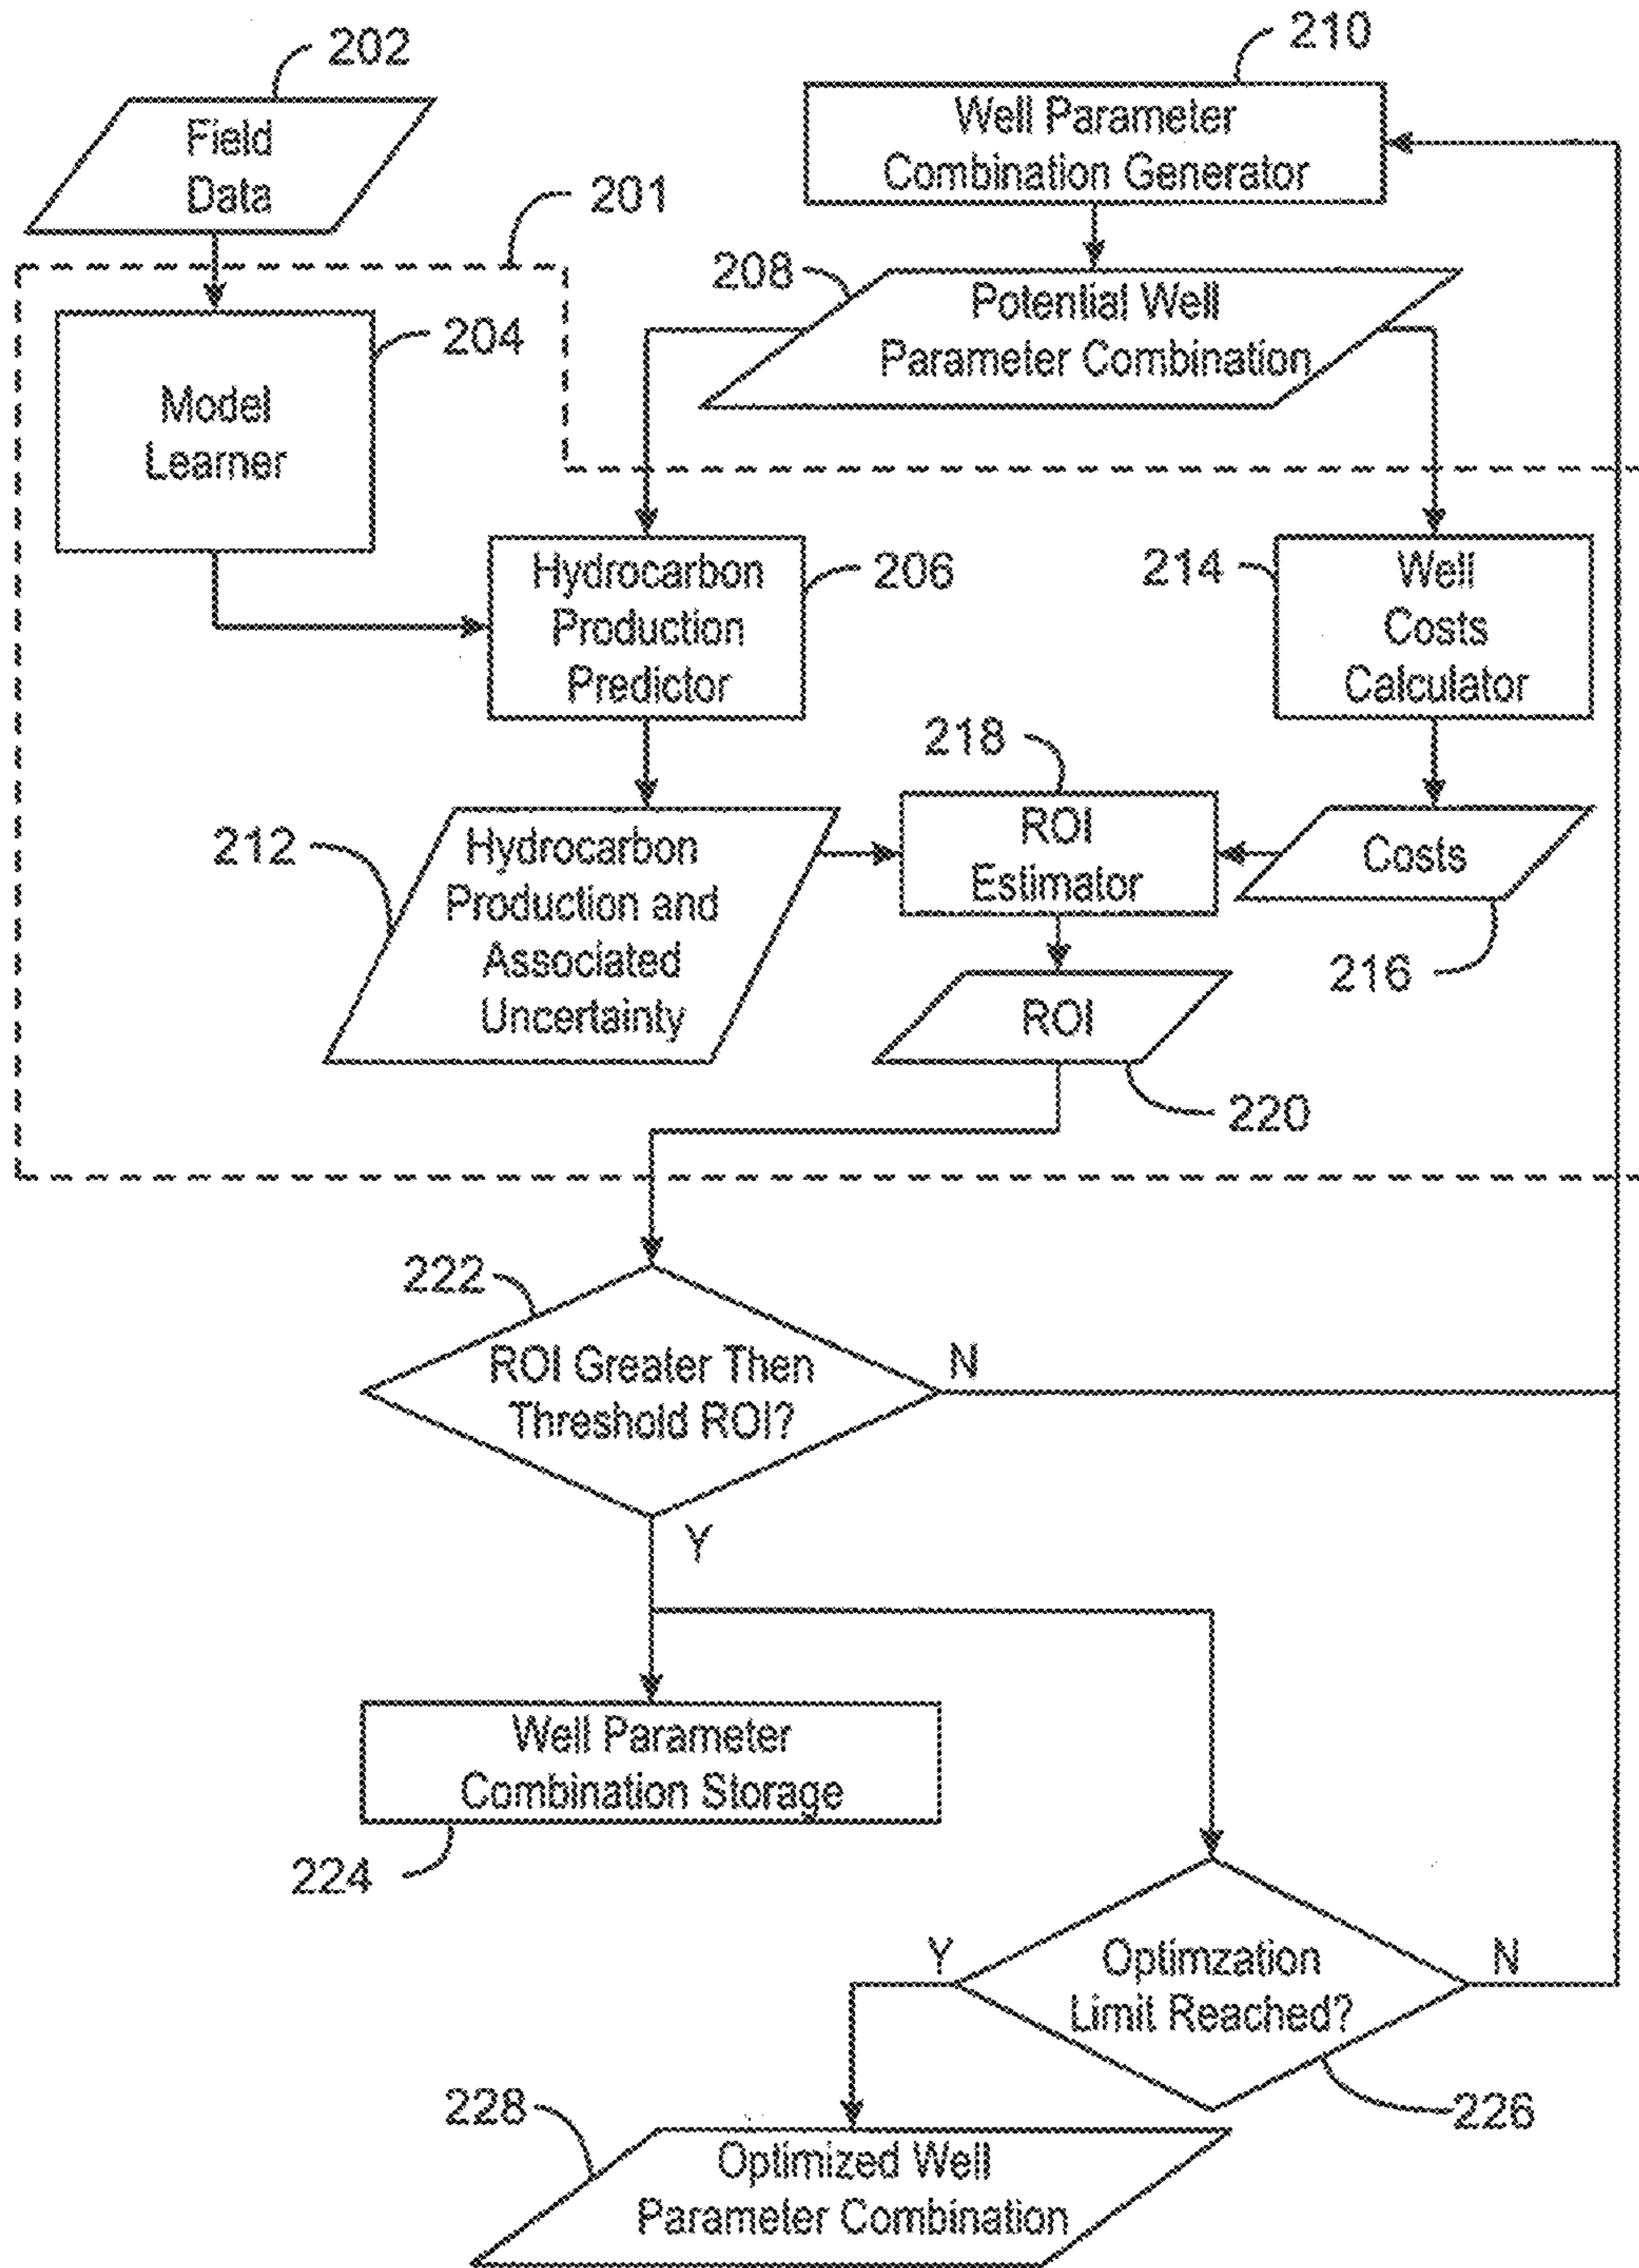 202
Field
Data
210
Well Parameter
Combination Generator
201
208
Potential Well
Parameter Combination
204
Model
Learner
Hydrocarbon
Production
Predictor
206
214
Well
Costs
Calculator
218
ROI
Estimator
212
Hydrocarbon
Production and
Associated
Uncertainty
Costs
216
ROI
220
222
ROI Greater Then
Threshold ROI?
N
Y
Well Parameter
Combination Storage
224
Y
Optimzation
Limit Reached?
N
226
228
Optimized Well
Parameter Combination